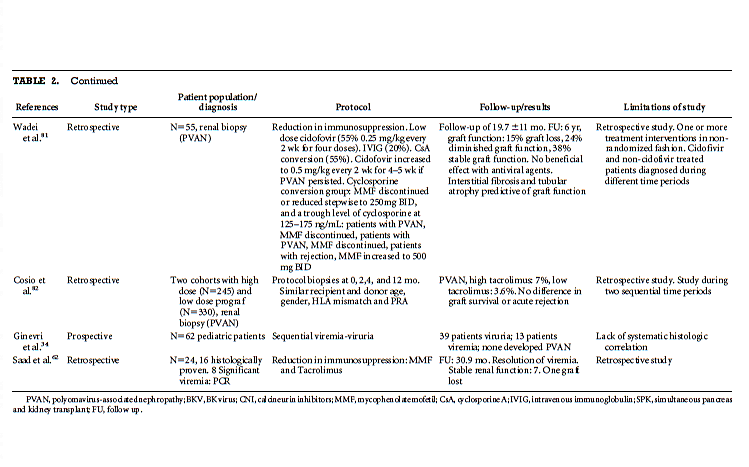 TABLE 2. Continued
References Study type Patient population/ diagnosis Protocol Follow-up/results Limitations of study
Wadei et al.81 Retrospective
N=55, renal biopsy
(PVAN)
Reduction in immunosuppression. Low
dose cidofovir (55% 0.25 mg/kg every
2 wk for four doses). IVIG (20%). CsA
conversion (55%). Cidofovir increased
to 0.5 mg/kg every 2 wk for 4–5 wk if
PVAN persisted. Cyclosporine
conversion group: MMF discontinued
or reduced stepwise to 250 mg BID,
and a trough level of cyclosporine at
125–175 ng/mL: patients with PVAN,
MMF discontinued, patients with
PVAN, MMF discontinued, patients
with rejection, MMF increased to 500
mg BID
Follow-up of 19.7 ±11 mo. FU: 6 yr,
graft function: 15% graft loss, 24%
diminished graft function, 38%
stable graft function. No beneficial
effect with antiviral agents.
Interstitial fibrosis and tubular
atrophy predictive of graft function
Retrospective study. One or more
treatment interventions in non-
randomized fashion. Cidofivir
and non-cidofivir treated
patients diagnosed during
different time periods
Cosio et al.82 Retrospective
Two cohorts with high
dose (N=245) and
low dose prograf
(N=330), renal
biopsy (PVAN)
Protocol biopsies at 0, 2,4, and 12 mo.
Similar recipient and donor age,
gender, HLA mismatch and PRA
PVAN, high tacrolimus: 7%, low
tacrolimus: 3.6%. No difference in
graft survival or acute rejection
Retrospective study. Study during
two sequential time periods
Ginevri et al.34 Prospective
N=62 pediatric patients
Sequential viremia-viruria
39 patients viruria; 13 patients
viremia; none developed PVAN
Lack of systematic histologic
correlation
Saad et al.62 Retrospective
N=24, 16 histologically
proven. 8 Significant
viremia: PCR
Reduction in immunosuppression: MMF
and Tacrolimus
FU: 30.9 mo. Resolution of viremia.
Stable renal function: 7. One graft
lost
Retrospective study
PVAN, polyomavirus-associated nephropathy; BKV, BK virus; CNI, calcineurin inhibitors; MMF, mycophenolate mofetil; CsA, cyclosporine A; IVIG, intravenous immunoglobulin; SPK, simultaneous pancreas
and kidney transplant; FU, follow up.